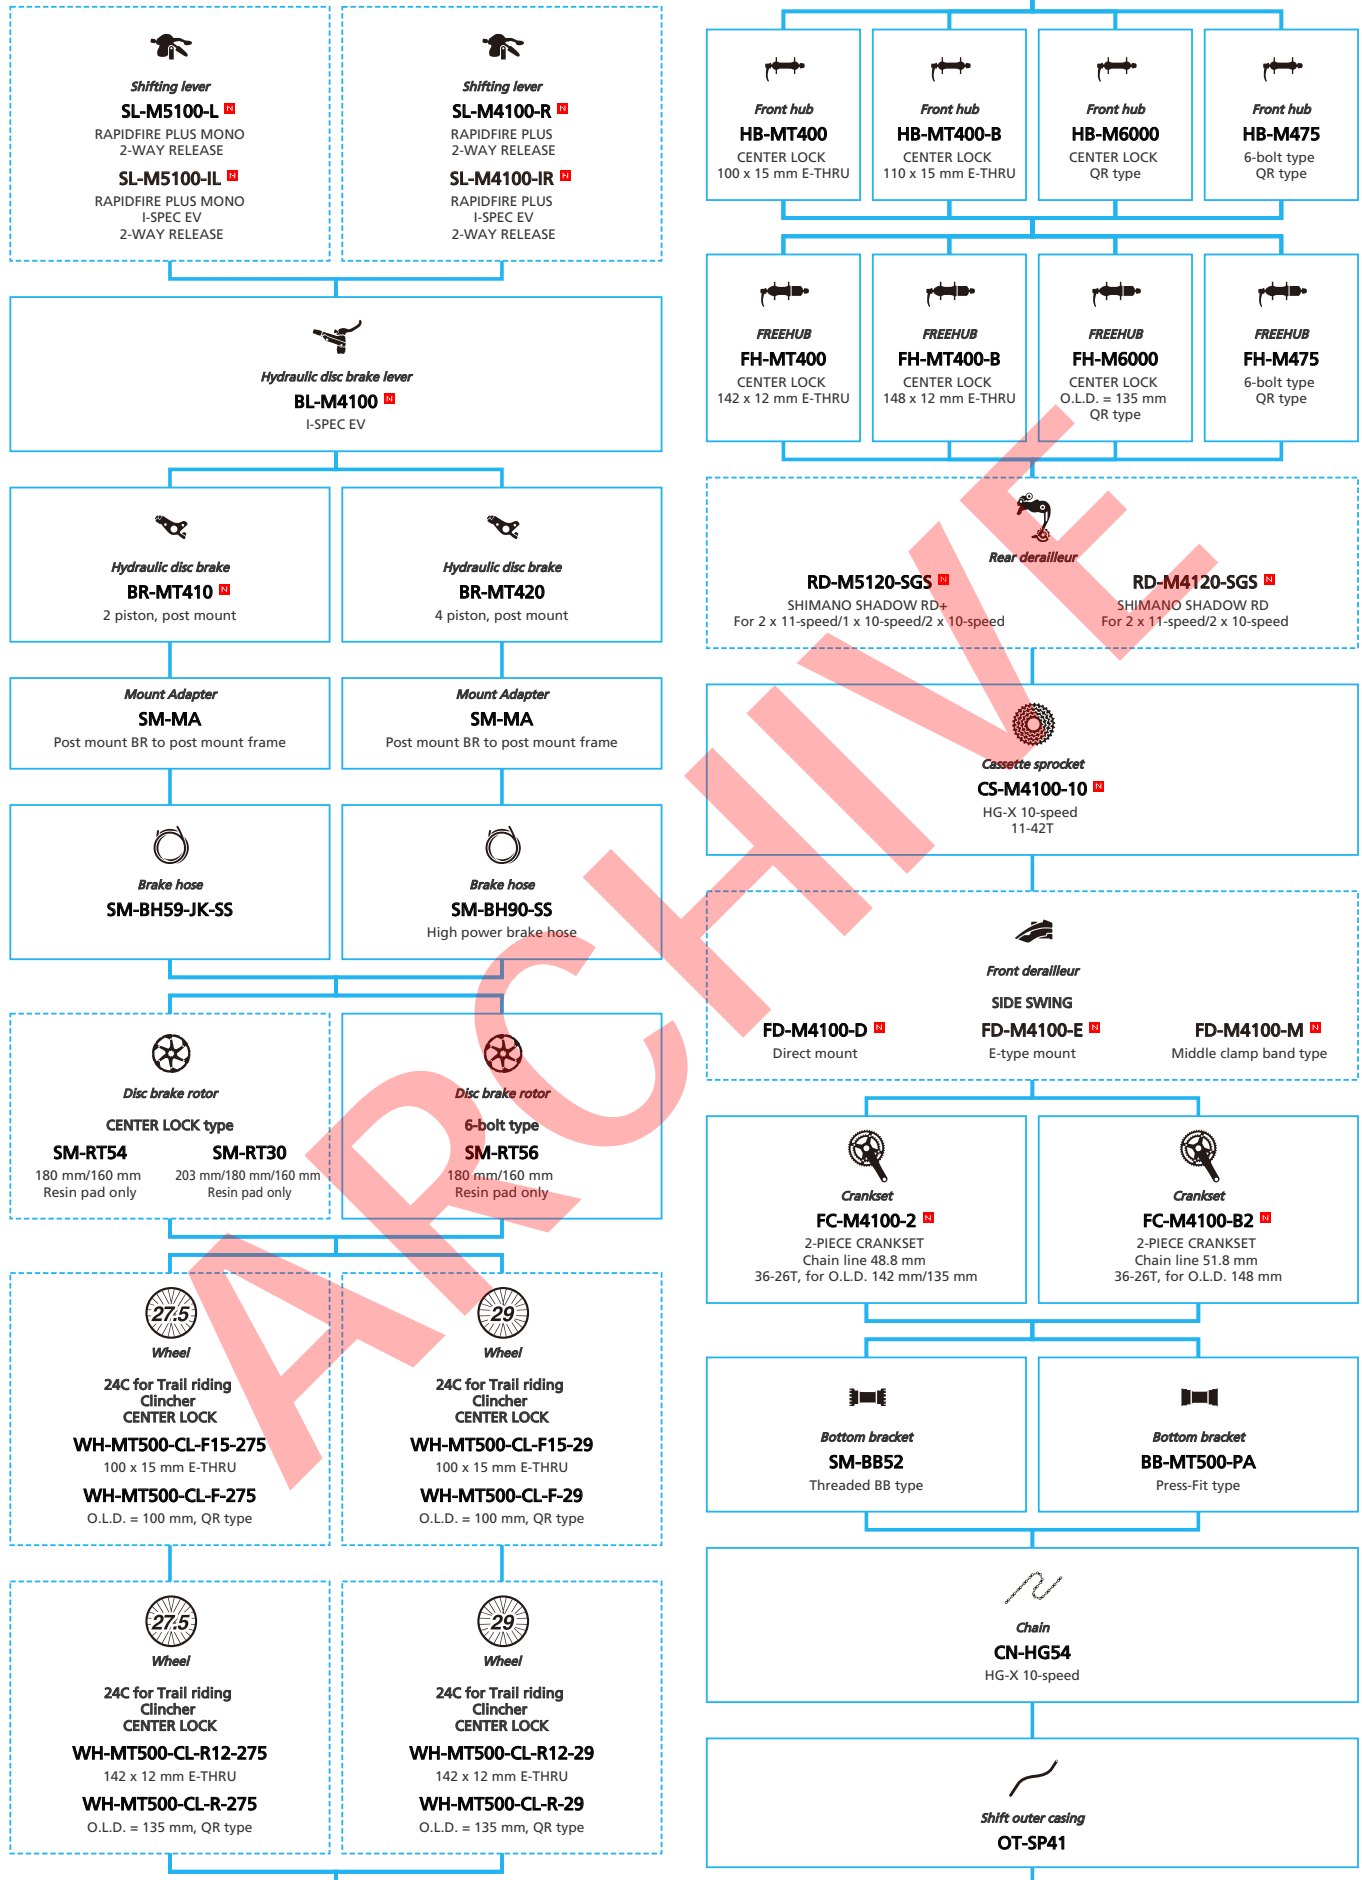 Shifting lever
SL-M5100-L N
RAPIDFIRE PLUS MONO
2-WAY RELEASE
SL-M5100-IL N
RAPIDFIRE PLUS MONO
I-SPEC EV
2-WAY RELEASE
Shifting lever
SL-M4100-R N
RAPIDFIRE PLUS
2-WAY RELEASE
SL-M4100-IR N
RAPIDFIRE PLUS
I-SPEC EV
2-WAY RELEASE
Hydraulic disc brake lever
BL-M4100 N
I-SPEC EV
Hydraulic disc brake
BR-MT410 N
2 piston, post mount
Hydraulic disc brake
BR-MT420
4 piston, post mount
Mount Adapter
SM-MA
Post mount BR to post mount frame
Mount Adapter
SM-MA
Post mount BR to post mount frame
Brake hose
SM-BH59-JK-SS
Brake hose
SM-BH90-SS
High power brake hose
Disc brake rotor
CENTER LOCK type
SM-RT54
180 mm/160 mm
Resin pad only
SM-RT30
203 mm/180 mm/160 mm
Resin pad only
Disc brake rotor
6-bolt type
SM-RT56
180 mm/160 mm
Resin pad only
27.5
Wheel
24C for Trail riding
Clincher
CENTER LOCK
WH-MT500-CL-F15-275
100 x 15 mm E-THRU
WH-MT500-CL-F-275
O.L.D. = 100 mm, QR type
29
Wheel
24C for Trail riding
Clincher
CENTER LOCK
WH-MT500-CL-F15-29
100 x 15 mm E-THRU
WH-MT500-CL-F-29
O.L.D. = 100 mm, QR type
27.5
Wheel
24C for Trail riding
Clincher
CENTER LOCK
WH-MT500-CL-R12-275
142 x 12 mm E-THRU
WH-MT500-CL-R-275
O.L.D. = 135 mm, QR type
29
Wheel
24C for Trail riding
Clincher
CENTER LOCK
WH-MT500-CL-R12-29
142 x 12 mm E-THRU
WH-MT500-CL-R-29
O.L.D. = 135 mm, QR type
Front hub
HB-MT400
CENTER LOCK
100 x 15 mm E-THRU
Front hub
HB-MT400-B
CENTER LOCK
110 x 15 mm E-THRU
Front hub
HB-M6000
CENTER LOCK
QR type
Front hub
HB-M475
6-bolt type
QR type
FREEHUB
FH-MT400
CENTER LOCK
142 x 12 mm E-THRU
FREEHUB
FH-MT400-B
CENTER LOCK
148 x 12 mm E-THRU
FREEHUB
FH-M6000
CENTER LOCK
O.L.D. = 135 mm
QR type
FREEHUB
FH-M475
6-bolt type
QR type
Rear derailleur
RD-M5120-SGS N
SHIMANO SHADOW RD+
For 2 x 11-speed/1 x 10-speed/2 x 10-speed
RD-M4120-SGS N
SHIMANO SHADOW RD
For 2 x 11-speed/2 x 10-speed
Cassette sprocket
CS-M4100-10 N
HG-X 10-speed
11-42T
Front derailleur
SIDE SWING
FD-M4100-D N
Direct mount
FD-M4100-E N
E-type mount
FD-M4100-M N
Middle clamp band type
Crankset
FC-M4100-2 N
2-PIECE CRANKSET
Chain line 48.8 mm
36-26T, for O.L.D. 142 mm/135 mm
Crankset
FC-M4100-B2 N
2-PIECE CRANKSET
Chain line 51.8 mm
36-26T, for O.L.D. 148 mm
Bottom bracket
SM-BB52
Threaded BB type
Bottom bracket
BB-MT500-PA
Press-Fit type
Chain
CN-HG54
HG-X 10-speed
Shift outer casing
OT-SP41
ARCHIVE